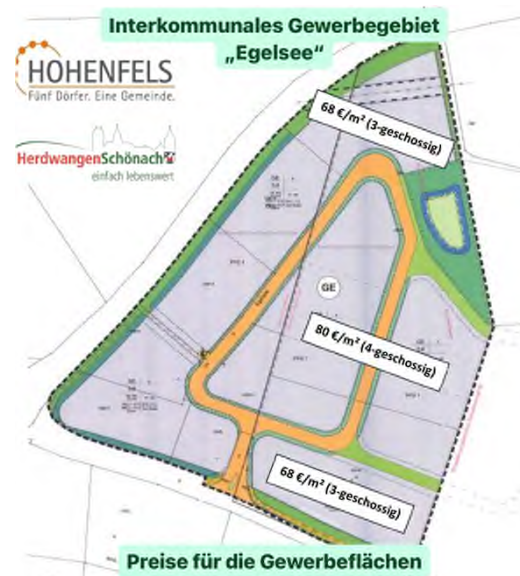 Interkommunales Gewerbegebiet
„Egelsee“
HOHENFELS
Fünf Dörfer. Eine Gemeinde.
HerdwangenSchönach
einfach lebenswert
68 €/m² (3-geschossig)
GE
80 €/m² (4-geschossig)
68 €/m² (3-geschossig)
Preise für die Gewerbeflächen